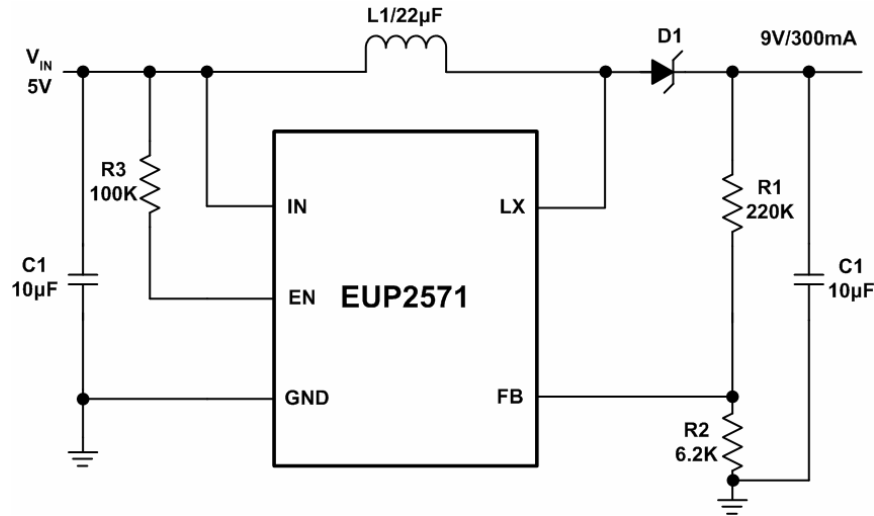 L1/22µF
D1
9V/300mA
VIN
5V
R3
100K
IN
LX
R1
220K
C1
10µF
EN
EUP2571
C1
10µF
GND
FB
R2
6.2K